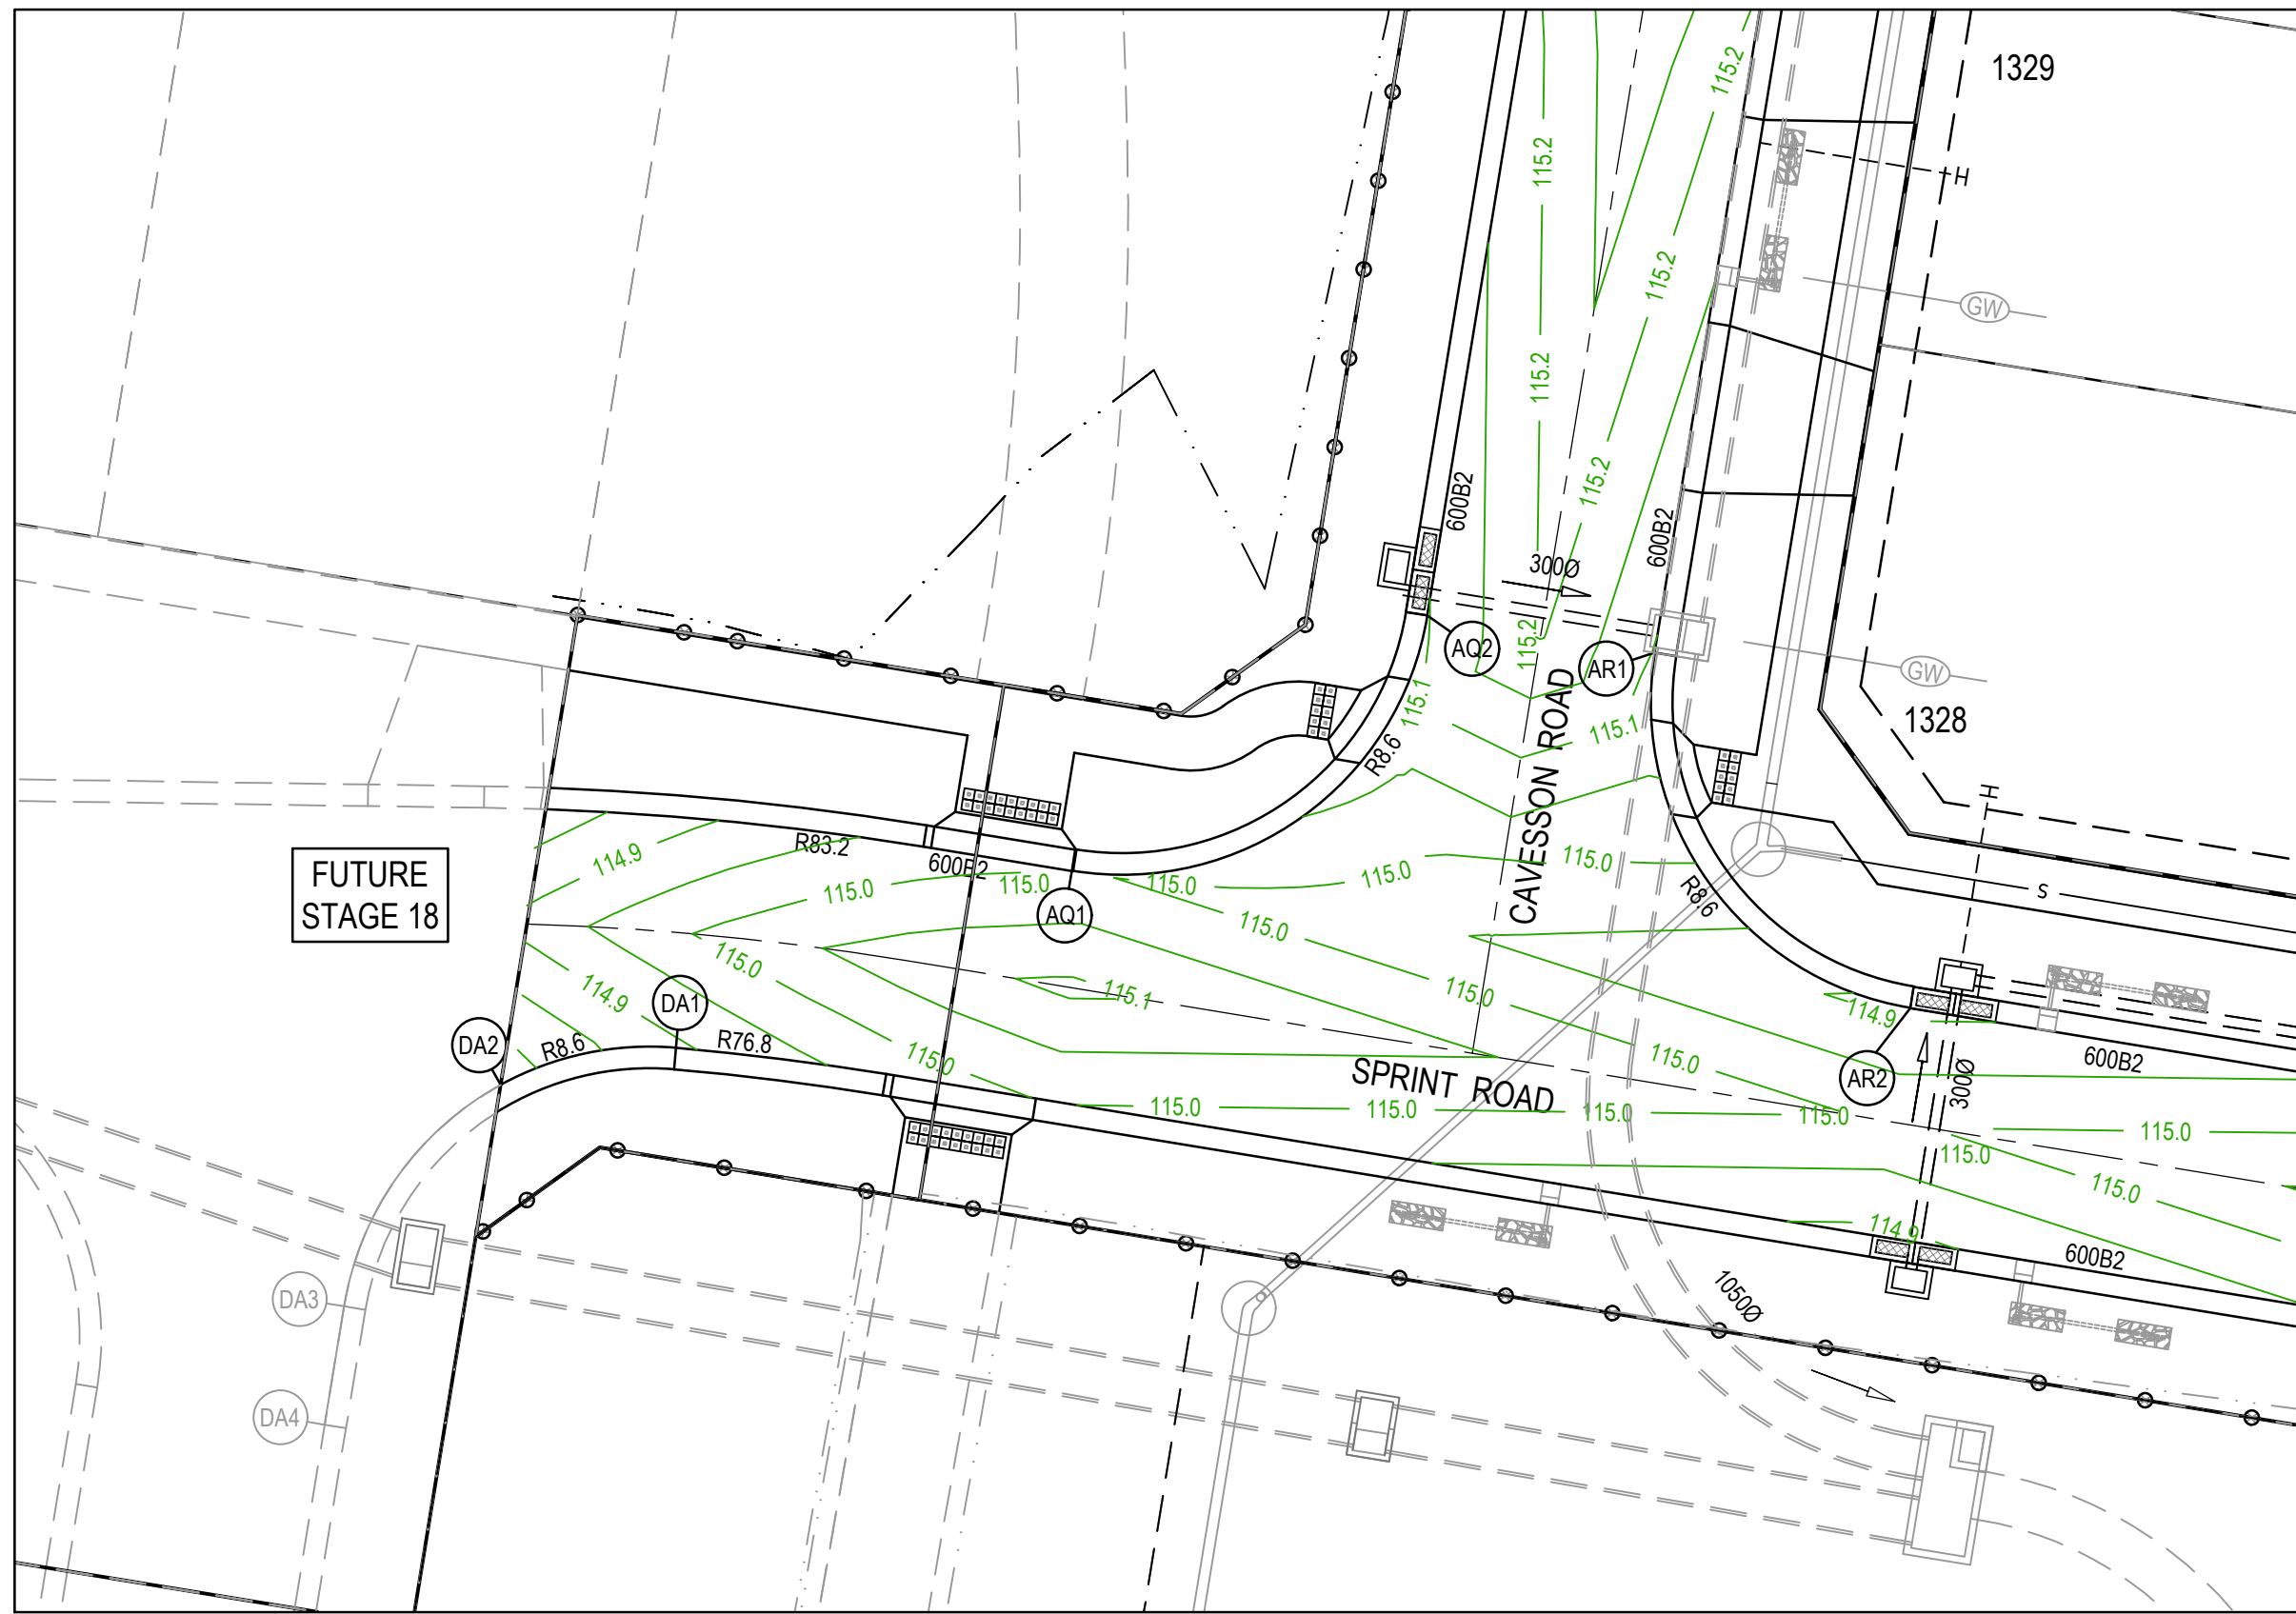 1329
115.2
115.2
H
115.2
GW
115.2
115.2
600B2
600B2
300Ø
115.2
AQ2
AR1
GW
115.1
1328
115.1
R8.6
CAVESSON ROAD
H
R83.2
114.9
600B2
115.0
115.0
115.0
115.0
115.0
FUTURE
STAGE 18
R8.6
S
AQ1
115.0
115.0
114.9
DA1
115.1
115.0
114.9
DA2
R8.6
R76.8
115.0
115.0
600B2
SPRINT ROAD
AR2
300Ø
115.0
115.0
115.0
115.0
115.0
115.0
115.0
114.9
600B2
1050Ø
DA3
DA4